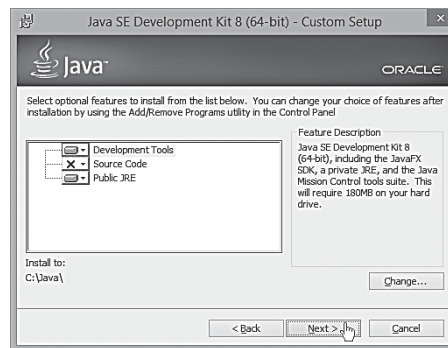 Java SE Development Kit 8 (64-bit) - Custom Setup
Java™
ORACLE
Select optional features to install from the list below. You can change your choice of features after
installation by using the Add/Remove Programs utility in the Control Panel
Development Tools
Source Code
Public JRE
Feature Description
Java SE Development Kit 8
(64-bit), including the JavaFX
SDK, a private JRE, and the Java
Mission Control tools suite. This
will require 180MB on your hard
drive.
Install to:
C:\Java\
Change...
< Back
Next >
Cancel